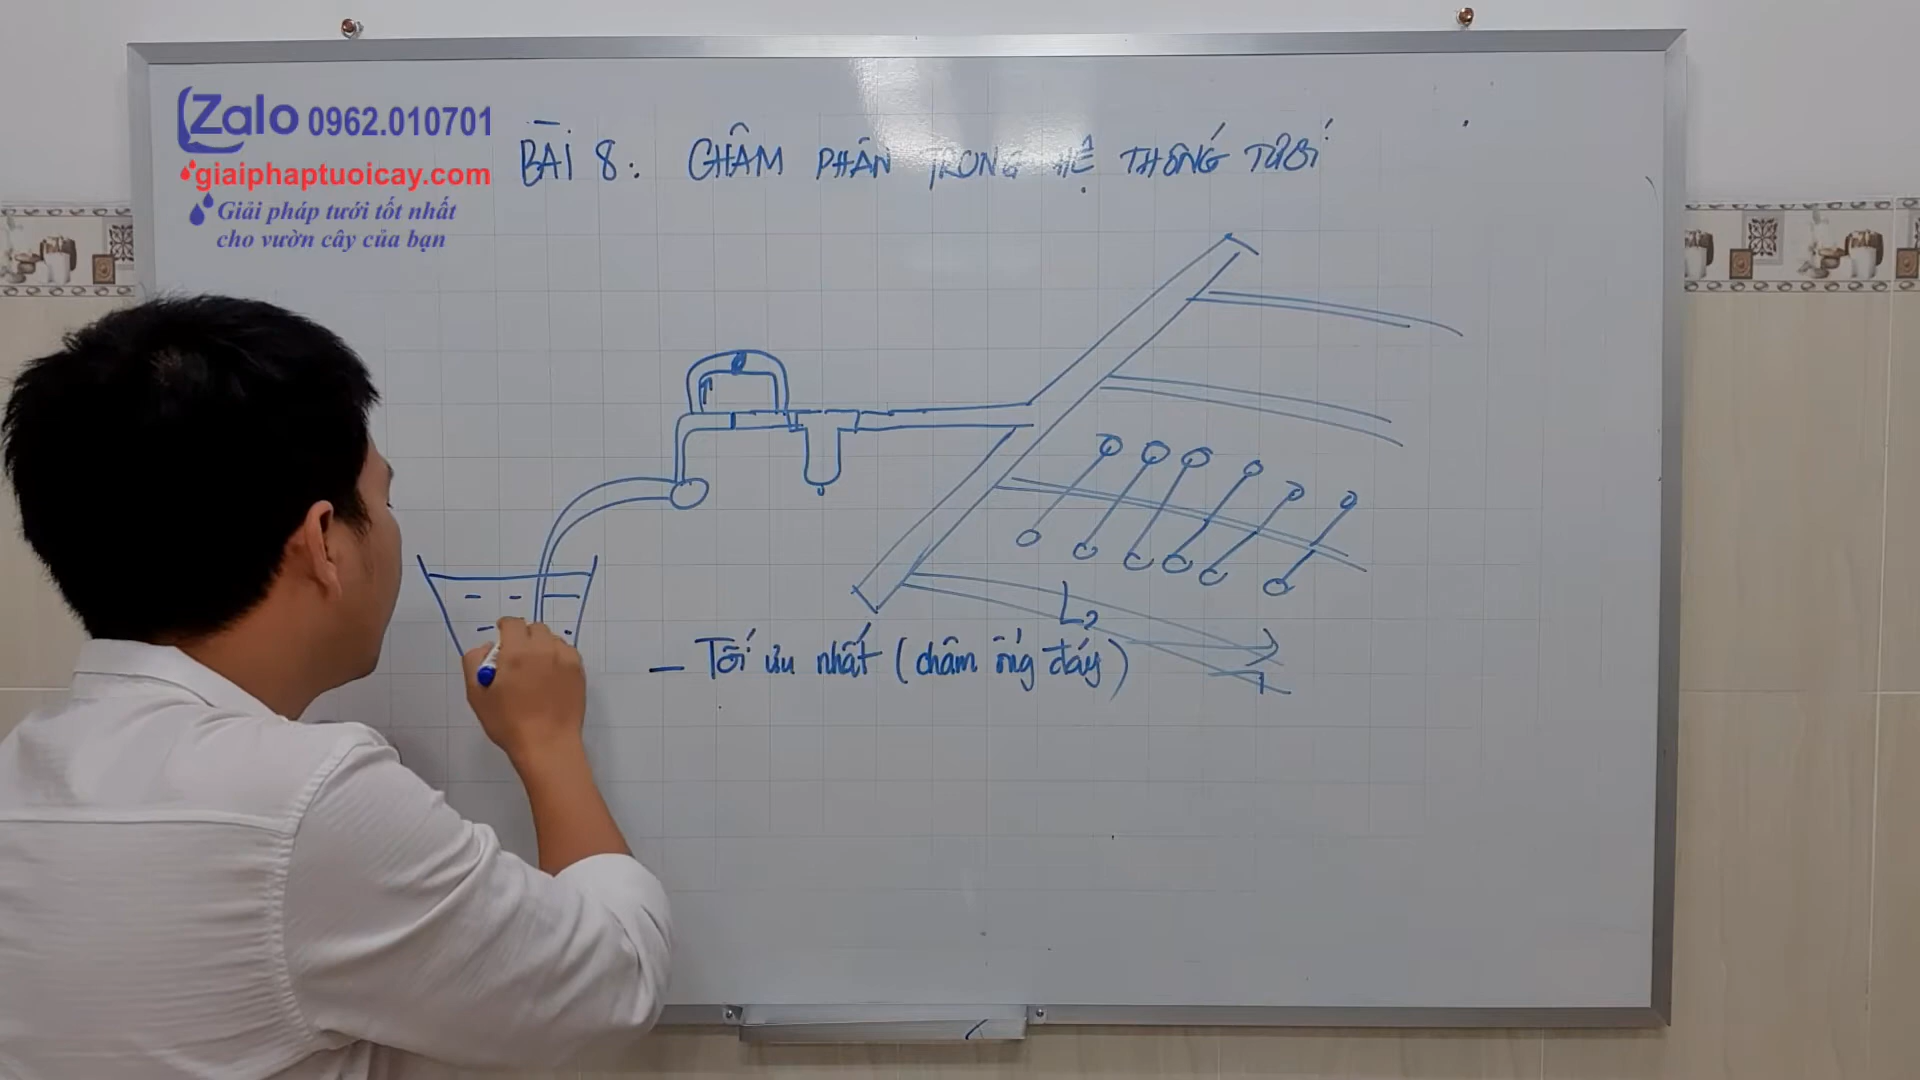 Zalo 0962.010701
giaiphaptuoicay.com
Giải pháp tưới tốt nhất
cho vườn cây của bạn
BÀI 8: CHÂM PHÂN TRONG HỆ THỐNG TƯỚI
L2
– Tối ưu nhất (châm ống đáy)